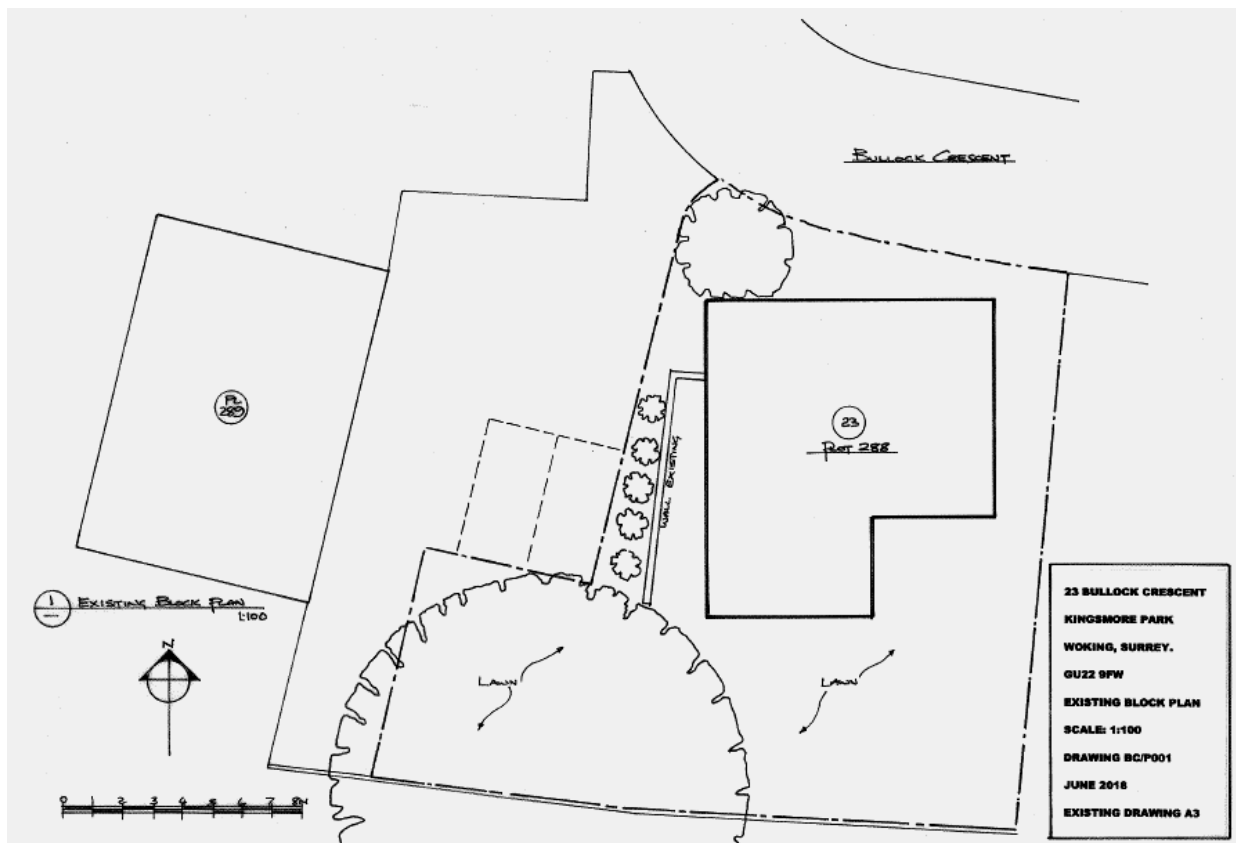 BULLOCK CRESCENT
PL
289
23
PLOT 288
WALL EXISTING
1
EXISTING BLOCK PLAN
1:100
N
LAWN
LAWN
0 1 2 3 4 5 6 7 8M
23 BULLOCK CRESCENT
KINGSMORE PARK
WOKING, SURREY.
GU22 9FW
EXISTING BLOCK PLAN
SCALE: 1:100
DRAWING BC/P001
JUNE 2018
EXISTING DRAWING A3